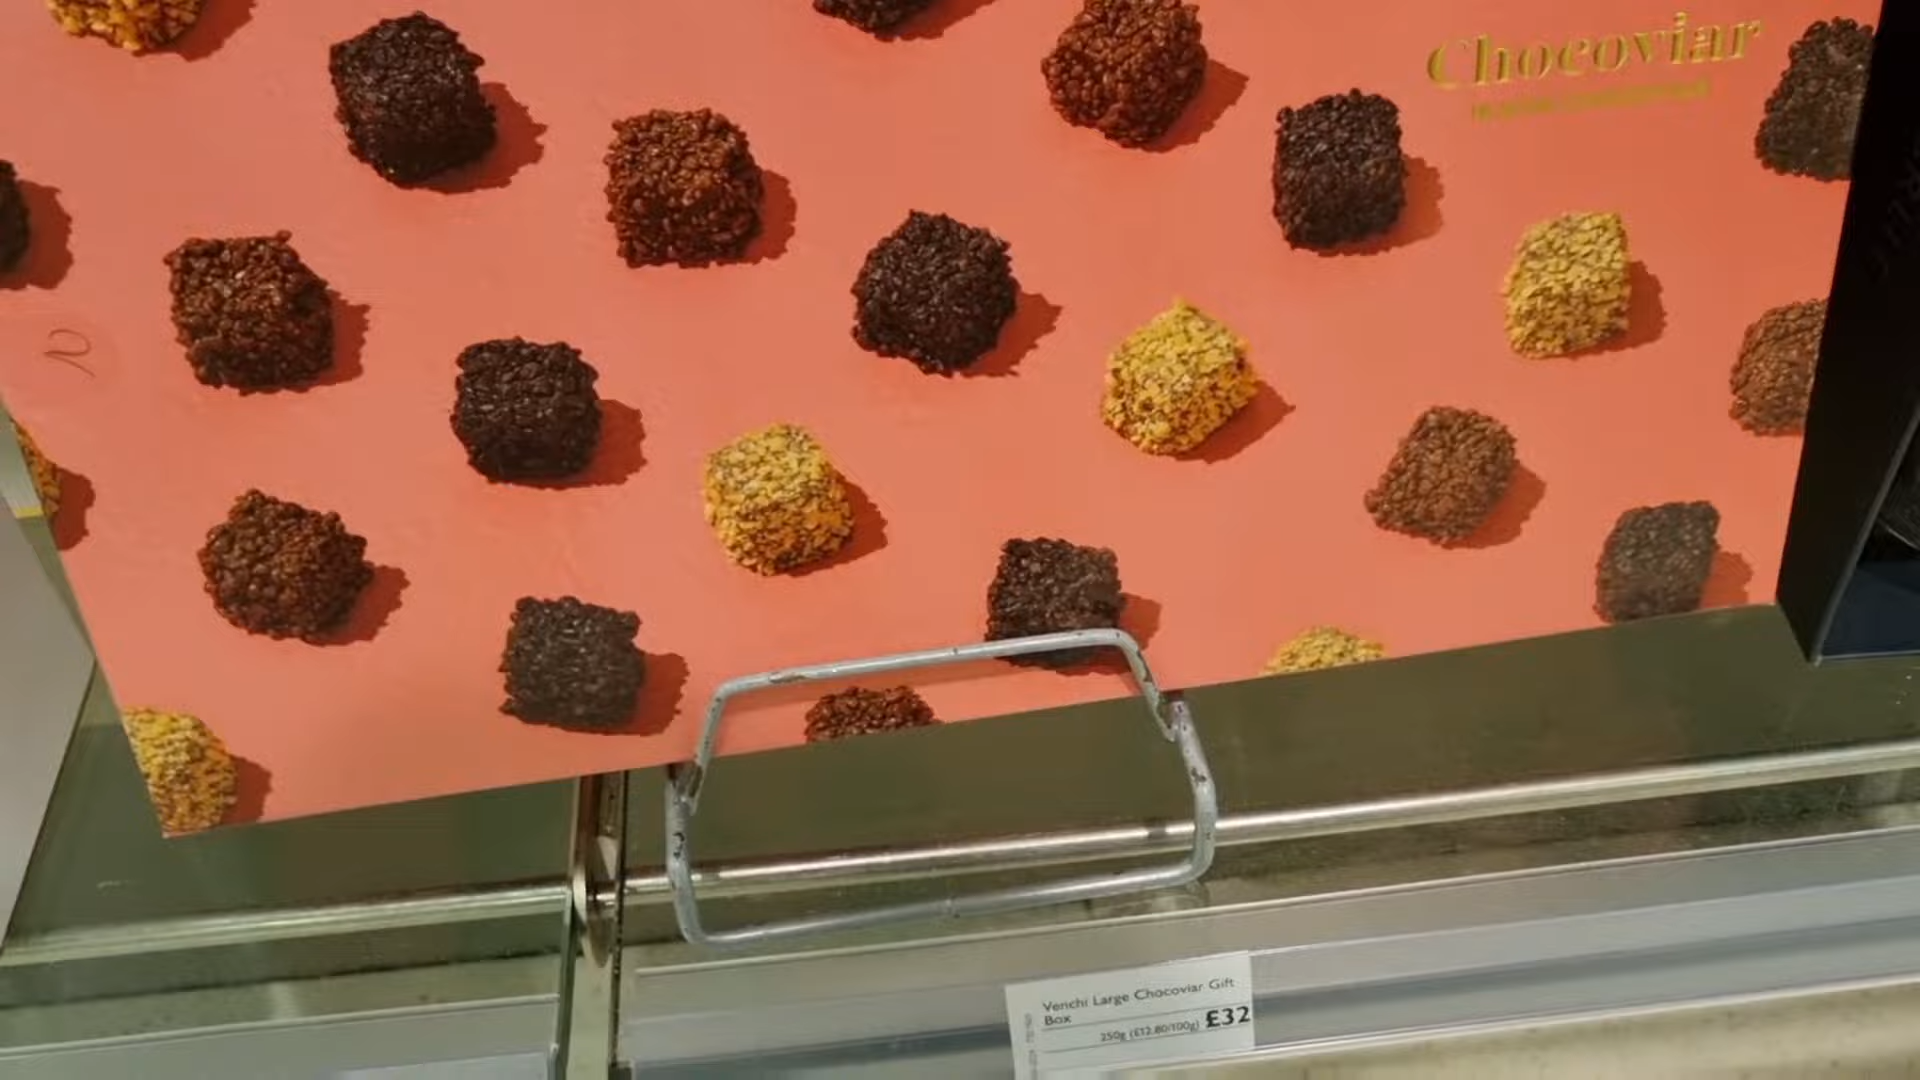 Chocoviar
Venchi Large Chocoviar Gift
Box
250g (£12.80/100g) £32